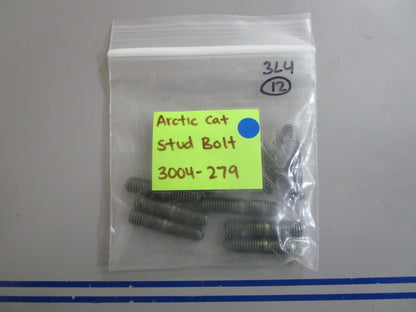 3L4
12
Arctic Cat
Stud Bolt
3004-279